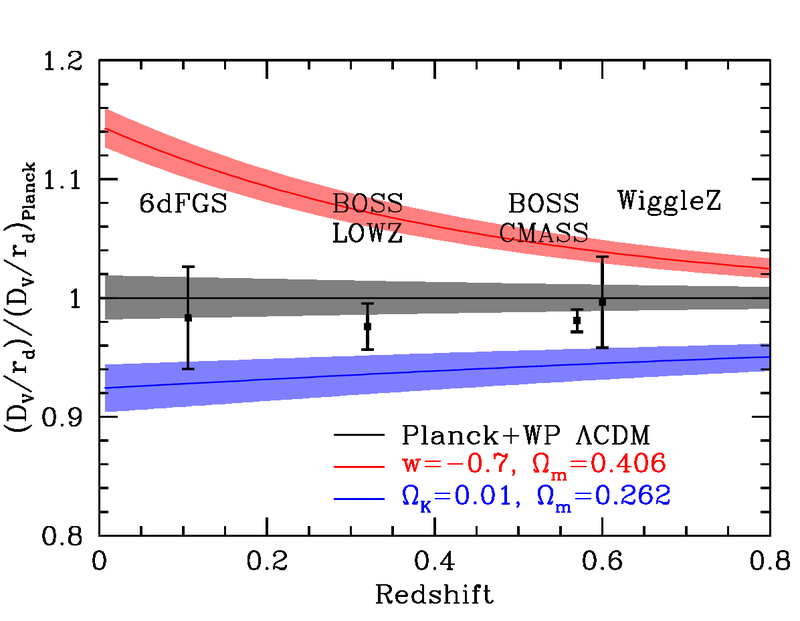 (D_V/r_d)/(D_V/r_d)_Planck
1.2
1.1
1
0.9
0.8
6dFGS
BOSS
LOWZ
BOSS
CMASS
WiggleZ
Planck+WP ΛCDM
w=−0.7, Ω_m=0.406
Ω_K=0.01, Ω_m=0.262
0 0.2 0.4 0.6 0.8
Redshift